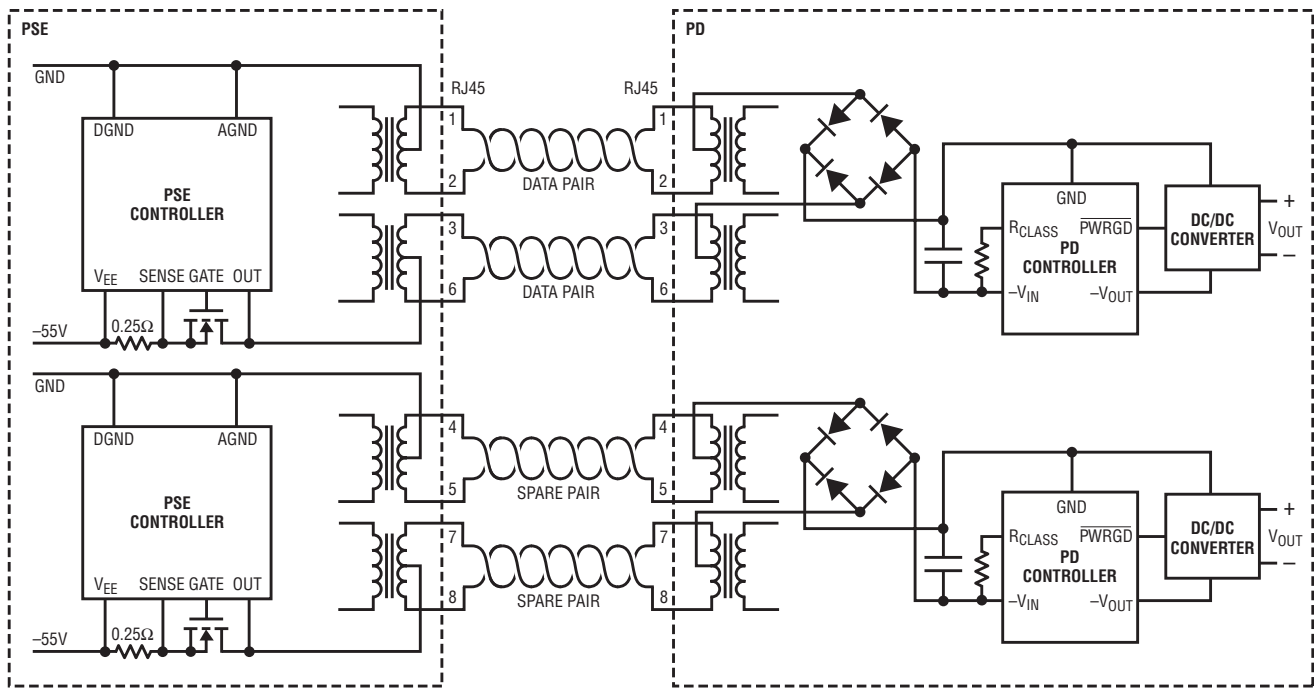 PSE
GND
DGND
AGND
PSE
CONTROLLER
VEE
SENSE
GATE
OUT
–55V
0.25Ω
RJ45
RJ45
1
2
3
6
DATA PAIR
DATA PAIR
1
2
3
6
PD
GND
RCLASS
PWRGD
PD
CONTROLLER
–VIN
–VOUT
DC/DC
CONVERTER
+
VOUT
–
GND
DGND
AGND
PSE
CONTROLLER
VEE
SENSE
GATE
OUT
–55V
0.25Ω
4
5
7
8
SPARE PAIR
SPARE PAIR
4
5
7
8
GND
RCLASS
PWRGD
PD
CONTROLLER
–VIN
–VOUT
DC/DC
CONVERTER
+
VOUT
–